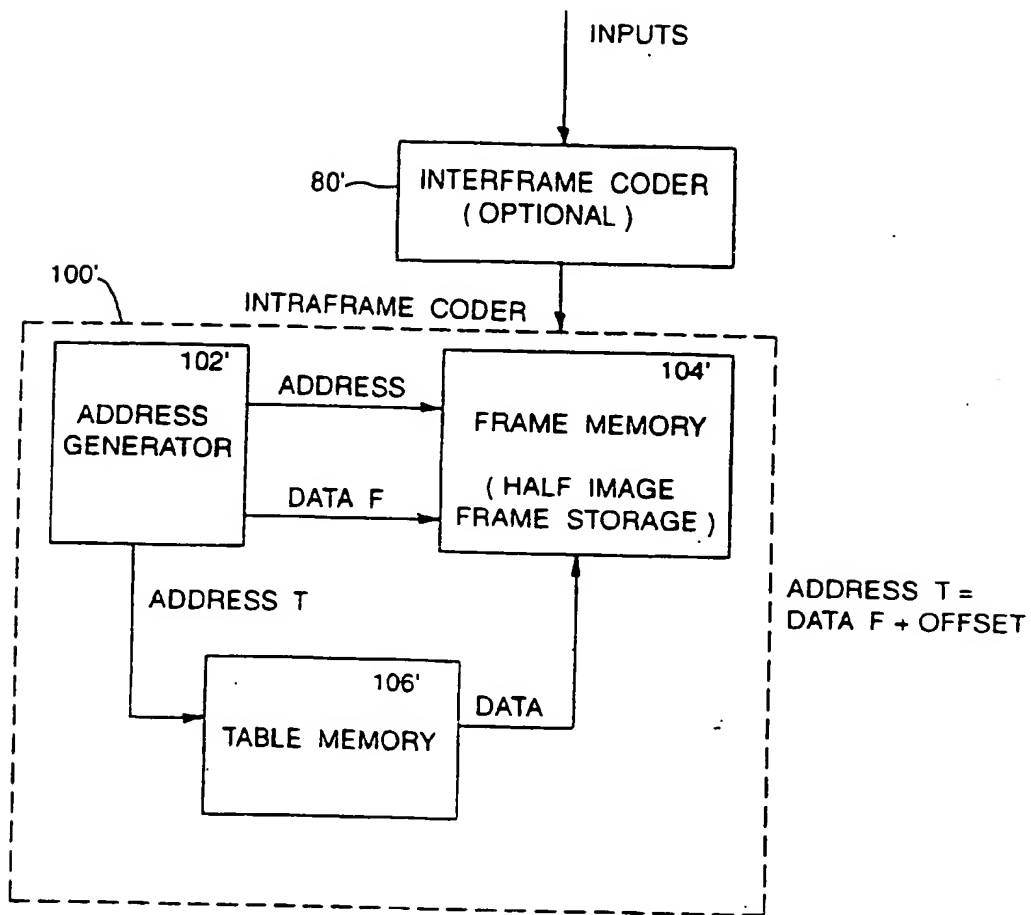 INPUTS
80'
INTERFRAME CODER
( OPTIONAL )
100'
INTRAFRAME CODER
102'
ADDRESS
GENERATOR
ADDRESS
DATA F
104'
FRAME MEMORY
( HALF IMAGE
FRAME STORAGE )
ADDRESS T
ADDRESS T =
DATA F + OFFSET
106'
TABLE MEMORY
DATA